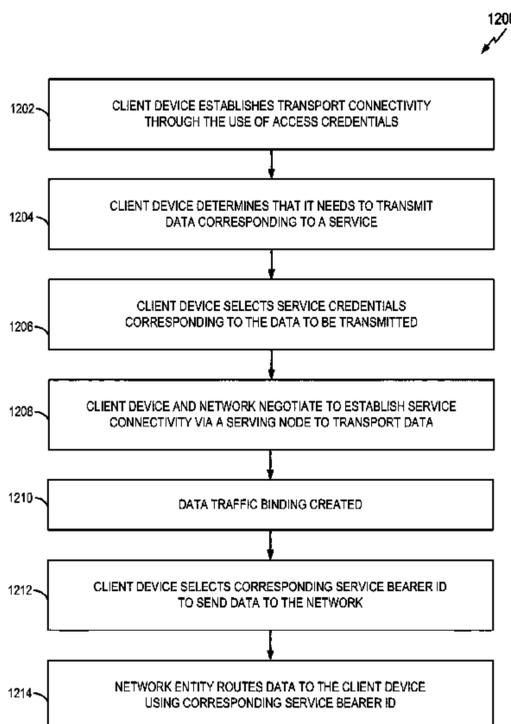 1200
1202
CLIENT DEVICE ESTABLISHES TRANSPORT CONNECTIVITY
THROUGH THE USE OF ACCESS CREDENTIALS
1204
CLIENT DEVICE DETERMINES THAT IT NEEDS TO TRANSMIT
DATA CORRESPONDING TO A SERVICE
1206
CLIENT DEVICE SELECTS SERVICE CREDENTIALS
CORRESPONDING TO THE DATA TO BE TRANSMITTED
1208
CLIENT DEVICE AND NETWORK NEGOTIATE TO ESTABLISH SERVICE
CONNECTIVITY VIA A SERVING NODE TO TRANSPORT DATA
1210
DATA TRAFFIC BINDING CREATED
1212
CLIENT DEVICE SELECTS CORRESPONDING SERVICE BEARER ID
TO SEND DATA TO THE NETWORK
1214
NETWORK ENTITY ROUTES DATA TO THE CLIENT DEVICE
USING CORRESPONDING SERVICE BEARER ID